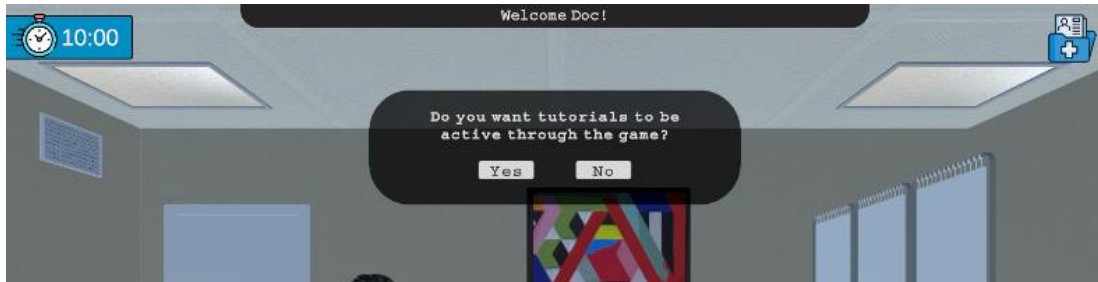 Welcome Doc!
10:00
Do you want tutorials to be
active through the game?
Yes No